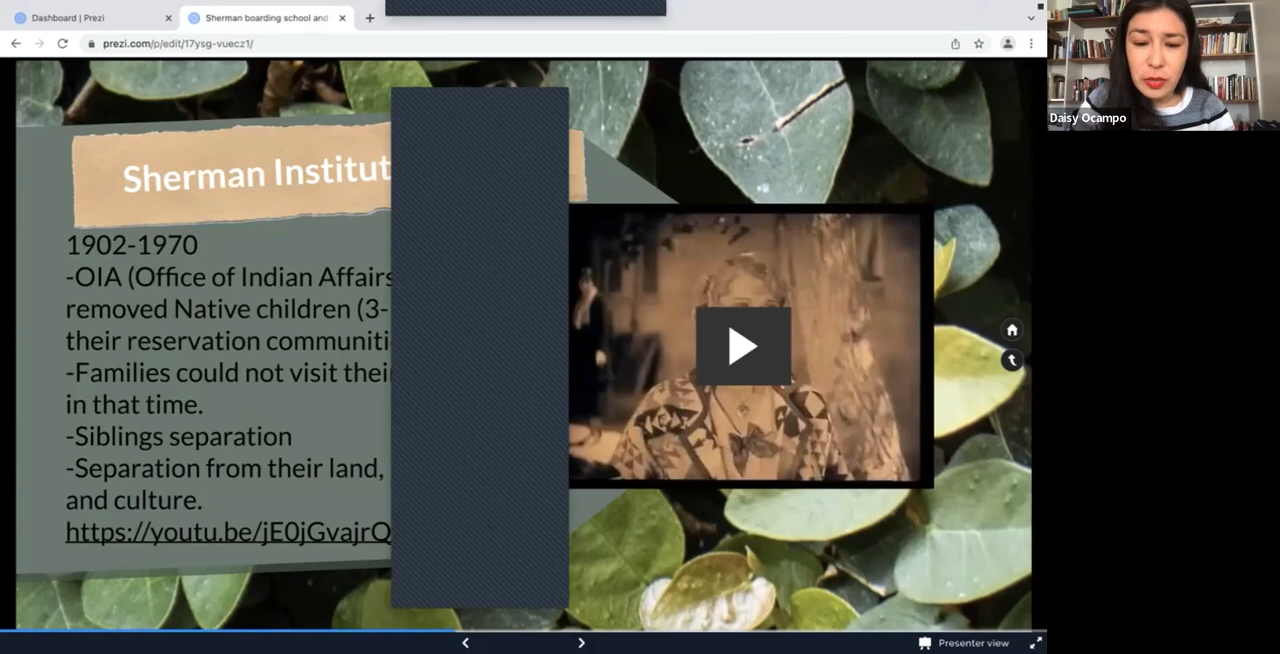 Dashboard | Prezi
Sherman boarding school and
prezi.com/p/edit/17ysg-vuecz1/
Daisy Ocampo
Sherman Institut
1902-1970
-OIA (Office of Indian Affairs
removed Native children (3-
their reservation communiti
-Families could not visit thei
in that time.
-Siblings separation
-Separation from their land,
and culture.
https://youtu.be/jE0jGvajrQ
Presenter view